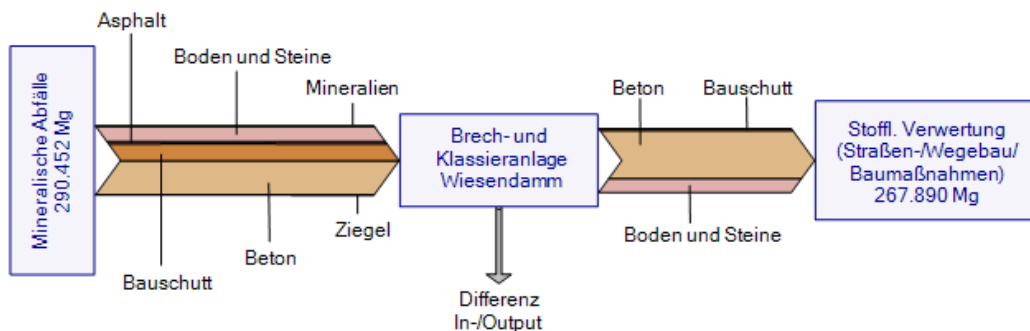 Mineralische Abfälle
290.452 Mg
Asphalt
Boden und Steine
Mineralien
Bauschutt
Beton
Ziegel
Brech- und
Klassieranlage
Wiesendamm
Differenz
In-/Output
Beton
Bauschutt
Boden und Steine
Stoffl. Verwertung
(Straßen-/Wegebau/
Baumaßnahmen)
267.890 Mg